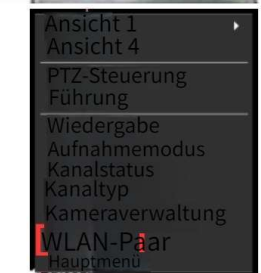 Ansicht 1
Ansicht 4
PTZ-Steuerung
Führung
Wiedergabe
Aufnahmemodus
Kanalstatus
Kanaltyp
Kameraverwaltung
WLAN-Paar
Hauptmenü